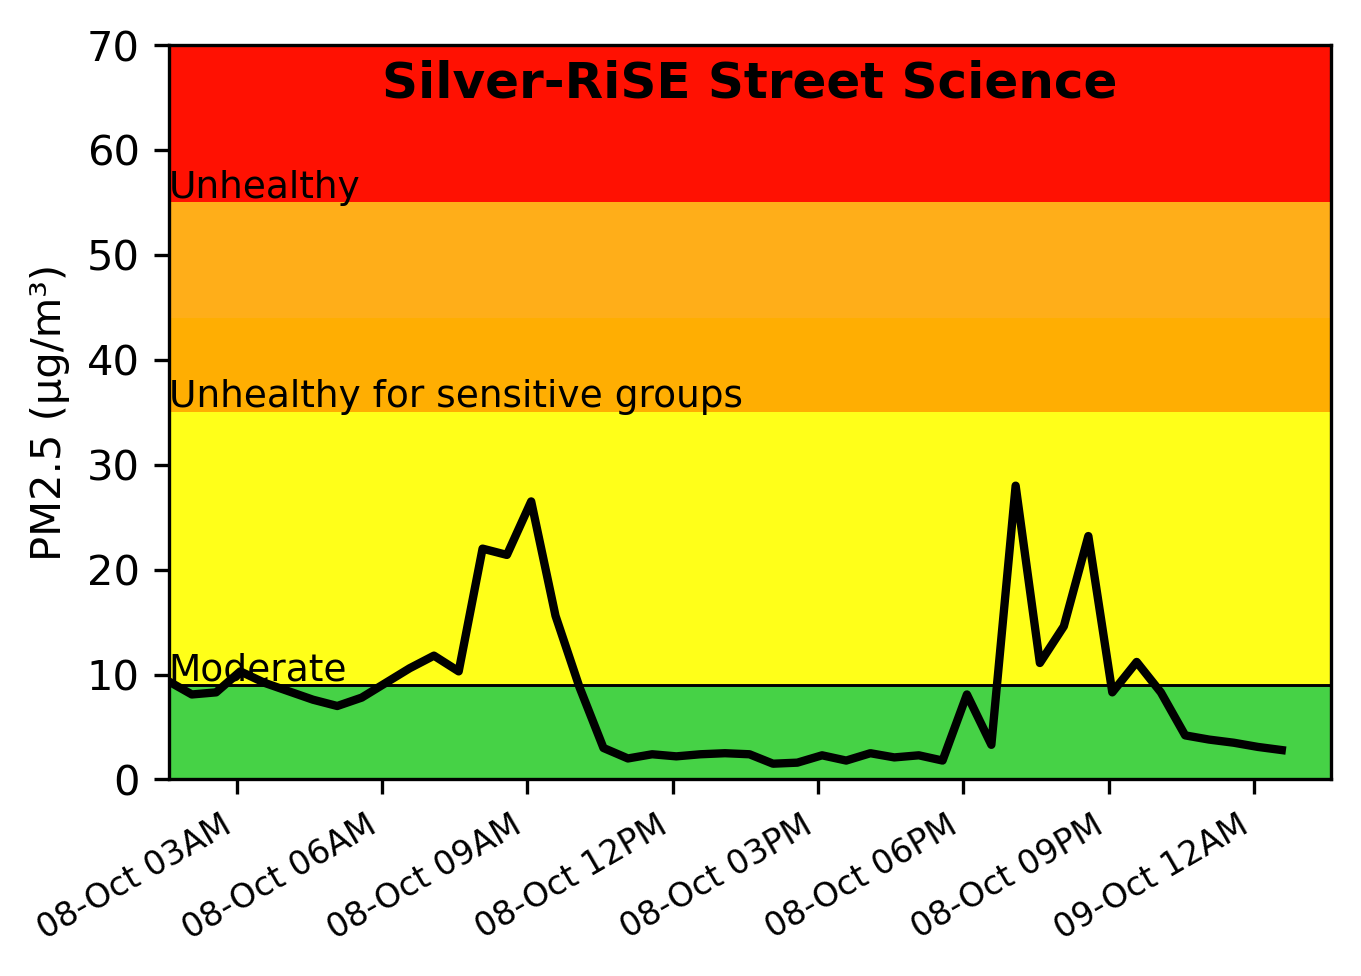 Silver-RiSE Street Science
70
60
50
40
30
20
10
0
PM2.5 (µg/m³)
Unhealthy
Unhealthy for sensitive groups
Moderate
08-Oct 03AM
08-Oct 06AM
08-Oct 09AM
08-Oct 12PM
08-Oct 03PM
08-Oct 06PM
08-Oct 09PM
09-Oct 12AM